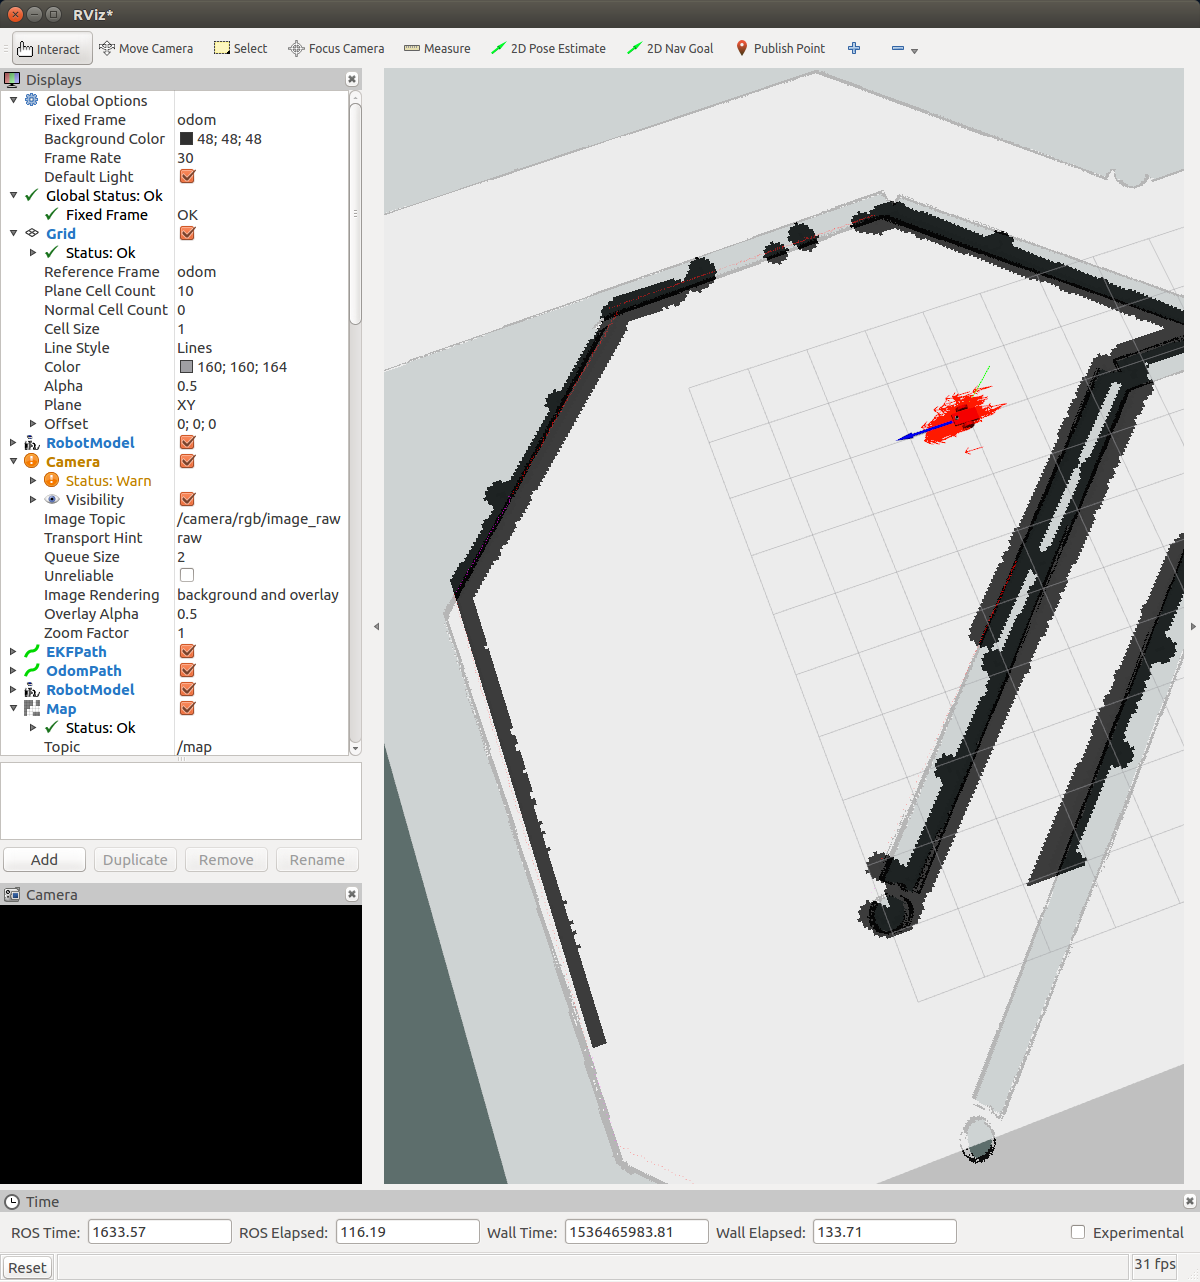 RViz*
Interact Move Camera Select Focus Camera Measure 2D Pose Estimate 2D Nav Goal Publish Point
Displays
Global Options
Fixed Frame odom
Background Color 48; 48; 48
Frame Rate 30
Default Light
Global Status: Ok
Fixed Frame OK
Grid
Status: Ok
Reference Frame odom
Plane Cell Count 10
Normal Cell Count 0
Cell Size 1
Line Style Lines
Color 160; 160; 164
Alpha 0.5
Plane XY
Offset 0; 0; 0
RobotModel
Camera
Status: Warn
Visibility
Image Topic /camera/rgb/image_raw
Transport Hint raw
Queue Size 2
Unreliable
Image Rendering background and overlay
Overlay Alpha 0.5
Zoom Factor 1
EKFPath
OdomPath
RobotModel
Map
Status: Ok
Topic /map
Add Duplicate Remove Rename
Camera
Time
ROS Time: 1633.57 ROS Elapsed: 116.19 Wall Time: 1536465983.81 Wall Elapsed: 133.71 Experimental
Reset 31 fps